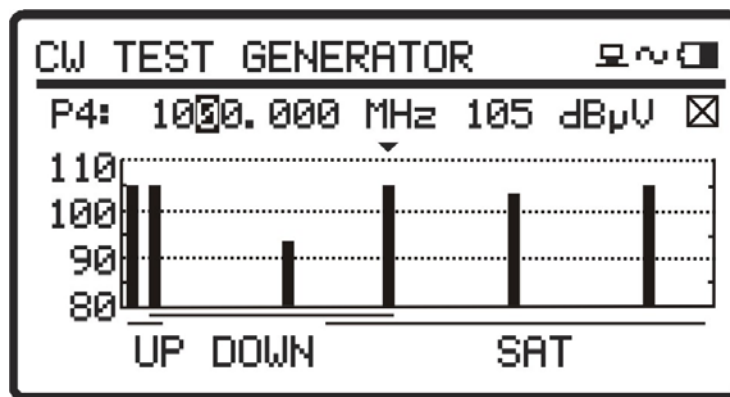 CW TEST GENERATOR
P4: 1000.000 MHz 105 dBµV
110
100
90
80
UP DOWN SAT